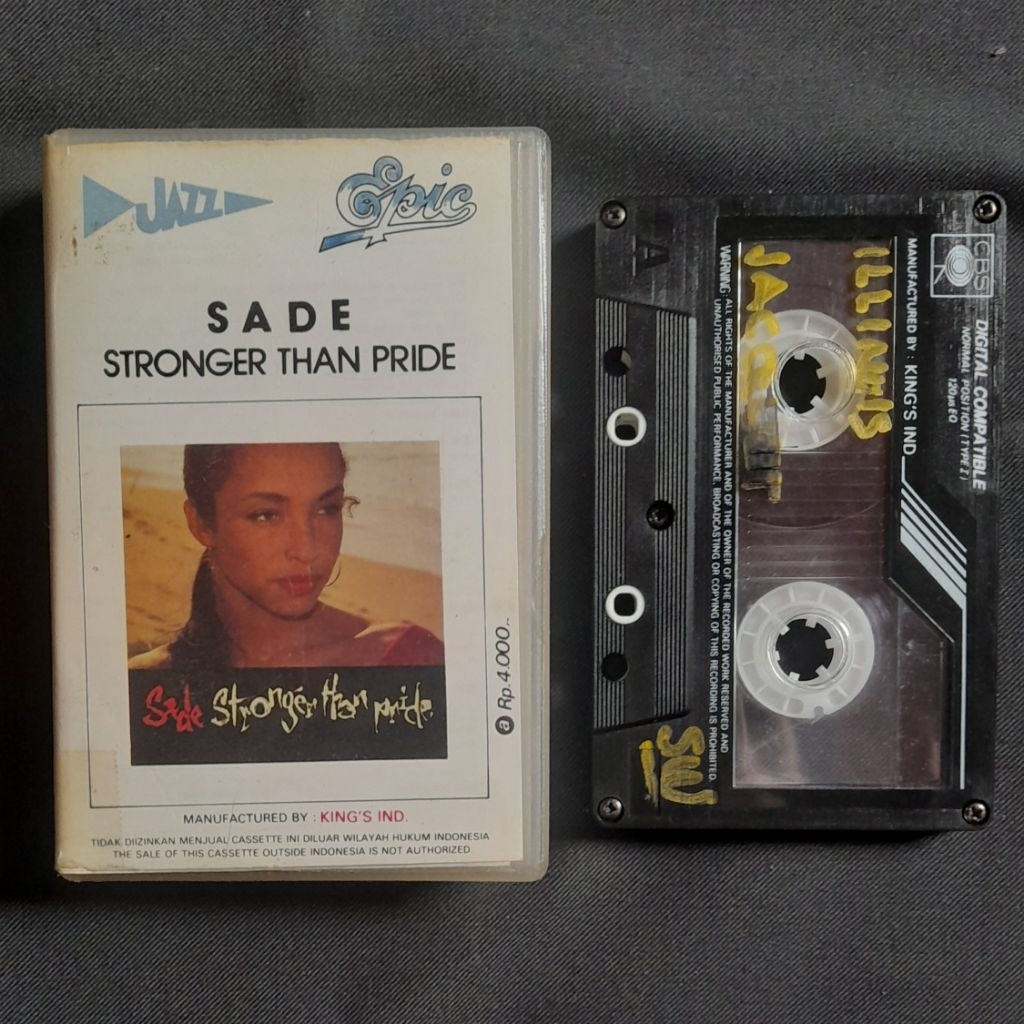 JAZZ
Epic
SADE
STRONGER THAN PRIDE
Sade Stronger than pride
a Rp. 4.000,-
MANUFACTURED BY : KING'S IND.
TIDAK DIIZINKAN MENJUAL CASSETTE INI DILUAR WILAYAH HUKUM INDONESIA
THE SALE OF THIS CASSETTE OUTSIDE INDONESIA IS NOT AUTHORIZED
CBS
DIGITAL COMPATIBLE
NORMAL POSITION (TYPE I)
120µs EQ
MANUFACTURED BY : KING'S IND
WARNING: ALL RIGHTS OF THE MANUFACTURER AND OF THE OWNER OF THE RECORDED WORK RESERVED AND
UNAUTHORISED PUBLIC PERFORMANCE, BROADCASTING OR COPYING OF THIS RECORDING IS PROHIBITED.
A